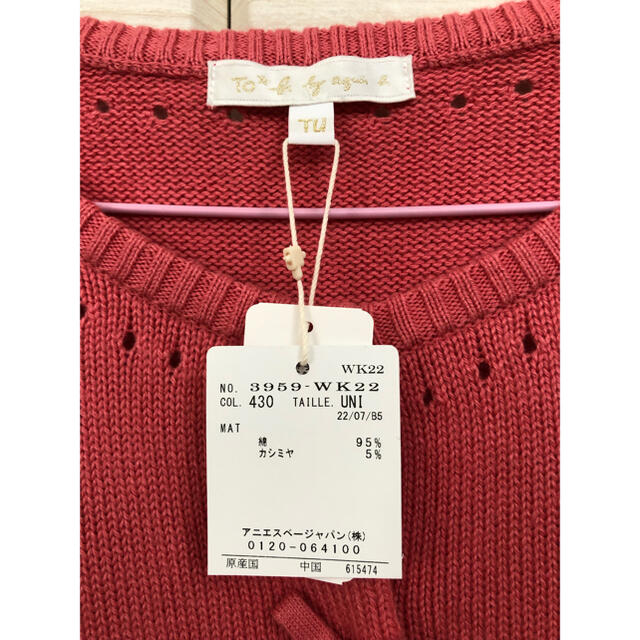 To b. by agnès b.
TU
WK22
NO. 3959-WK22
COL. 430 TAILLE. UNI
22/07/B5
MAT
綿 95%
カシミヤ 5%
アニエスベージャパン(株)
0120-064100
原産国 中国 615474